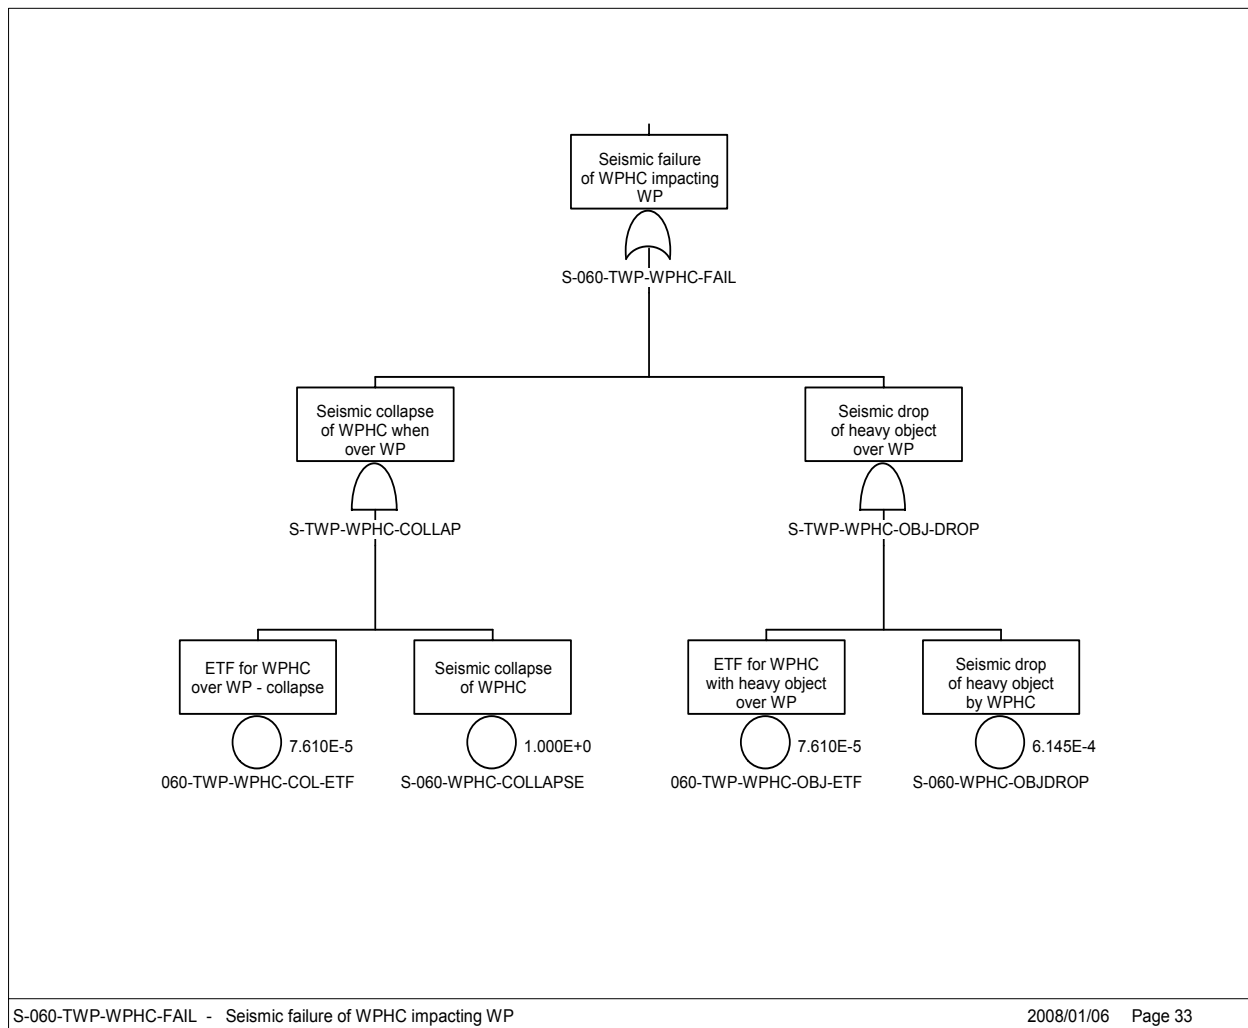 Seismic failure
of WPHC impacting
WP
S-060-TWP-WPHC-FAIL
Seismic collapse
of WPHC when
over WP
S-TWP-WPHC-COLLAP
Seismic drop
of heavy object
over WP
S-TWP-WPHC-OBJ-DROP
ETF for WPHC
over WP - collapse
7.610E-5
060-TWP-WPHC-COL-ETF
Seismic collapse
of WPHC
1.000E+0
S-060-WPHC-COLLAPSE
ETF for WPHC
with heavy object
over WP
7.610E-5
060-TWP-WPHC-OBJ-ETF
Seismic drop
of heavy object
by WPHC
6.145E-4
S-060-WPHC-OBJDROP
S-060-TWP-WPHC-FAIL - Seismic failure of WPHC impacting WP
2008/01/06 Page 33